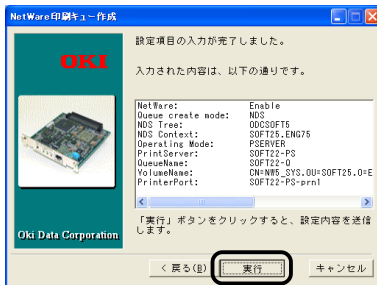 NetWare印刷キュー作成
OKI
設定項目の入力が完了しました。
入力された内容は、以下の通りです。
NetWare: Enable
Queue create mode: NDS
NDS Tree: ODCSOFT5
NDS Context: SOFT25.ENG75
Operating Mode: PSERVER
PrintServer: SOFT22-PS
QueueName: SOFT22-Q
VolumeName: CN=NW5_SYS.OU=SOFT25.O=E
PrinterPort: SOFT22-PS-prn1
「実行」ボタンをクリックすると、設定内容を送信
します。
Oki Data Corporation
< 戻る(B)
実行
キャンセル